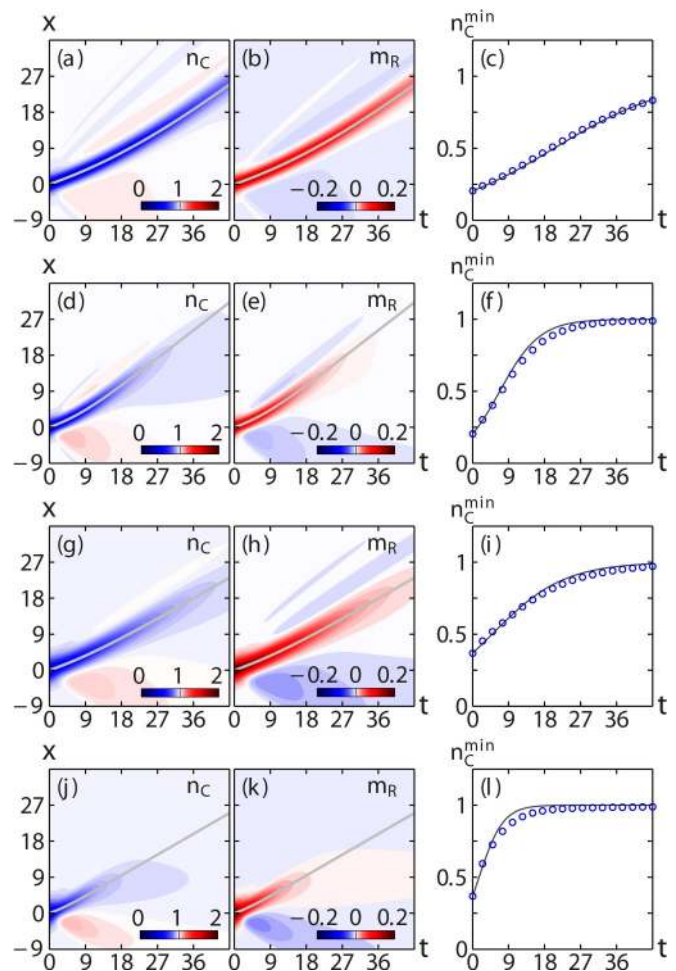 x n_C^min
(a) n_C (b) m_R (c)
27 1
18
9 0.5
0
−9 0 1 2 −0.2 0 0.2 0
0 9 18 27 36 0 9 18 27 36 t 0 9 18 27 36 t
x n_C^min
(d) n_C (e) m_R (f)
27 1
18
9 0.5
0
−9 0 1 2 −0.2 0 0.2 0
0 9 18 27 36 0 9 18 27 36 t 0 9 18 27 36 t
x n_C^min
(g) n_C (h) m_R (i)
27 1
18
9 0.5
0
−9 0 1 2 −0.2 0 0.2 0
0 9 18 27 36 0 9 18 27 36 t 0 9 18 27 36 t
x n_C^min
(j) n_C (k) m_R (l)
27 1
18
9 0.5
0
−9 0 1 2 −0.2 0 0.2 0
0 9 18 27 36 0 9 18 27 36 t 0 9 18 27 36 t